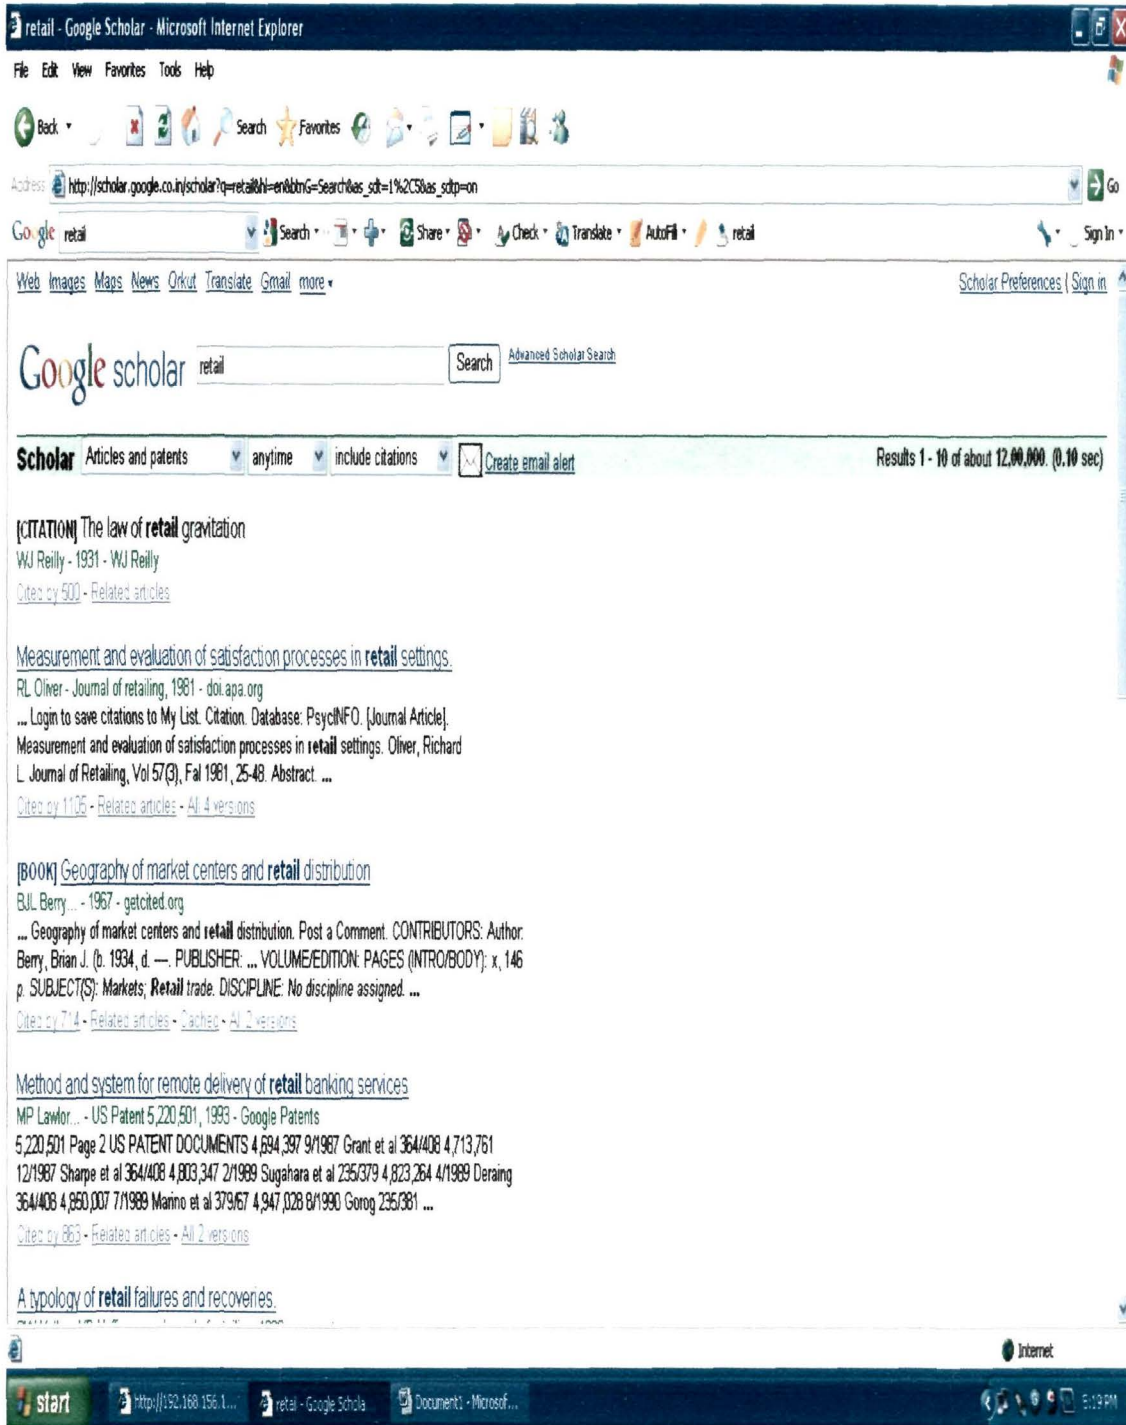 retail - Google Scholar - Microsoft Internet Explorer
File Edit View Favorites Tools Help
Back Search Favorites
Address http://scholar.google.co.in/scholar?q=retail&hl=en&btnG=Search&as_sdt=1%2C5&as_sdtp=on Go
Google retail Search Share Check Translate AutoFill retail Sign In
Web Images Maps News Orkut Translate Gmail more Scholar Preferences | Sign in
Google scholar retail Search Advanced Scholar Search
Scholar Articles and patents anytime include citations Create email alert Results 1 - 10 of about 12,00,000. (0.10 sec)
[CITATION] The law of retail gravitation
WJ Reilly - 1931 - WJ Reilly
Cited by 500 - Related articles
Measurement and evaluation of satisfaction processes in retail settings.
RL Oliver - Journal of retailing, 1981 - doi.apa.org
... Login to save citations to My List. Citation. Database: PsycINFO. [Journal Article].
Measurement and evaluation of satisfaction processes in retail settings. Oliver, Richard
L. Journal of Retailing, Vol 57(3), Fal 1981, 25-48. Abstract. ...
Cited by 1105 - Related articles - All 4 versions
[BOOK] Geography of market centers and retail distribution
BJL Berry... - 1967 - getcited.org
... Geography of market centers and retail distribution. Post a Comment. CONTRIBUTORS: Author:
Berry, Brian J. (b. 1934, d. ---. PUBLISHER: ... VOLUME/EDITION: PAGES (INTRO/BODY): x, 146
p. SUBJECT(S): Markets; Retail trade. DISCIPLINE: No discipline assigned. ...
Cited by 714 - Related articles - Cached - All 2 versions
Method and system for remote delivery of retail banking services
MP Lawlor... - US Patent 5,220,501, 1993 - Google Patents
5,220,501 Page 2 US PATENT DOCUMENTS 4,694,397 9/1987 Grant et al 364/408 4,713,761
12/1987 Sharpe et al 364/408 4,803,347 2/1989 Sugahara et al 235/379 4,823,264 4/1989 Deraing
364/408 4,850,007 7/1989 Marino et al 379/67 4,947,028 8/1990 Gorog 235/381 ...
Cited by 863 - Related articles - All 2 versions
A typology of retail failures and recoveries.
Internet
start http://192.168.156.1... retail - Google Schola Document1 - Microsof... 5:19 PM